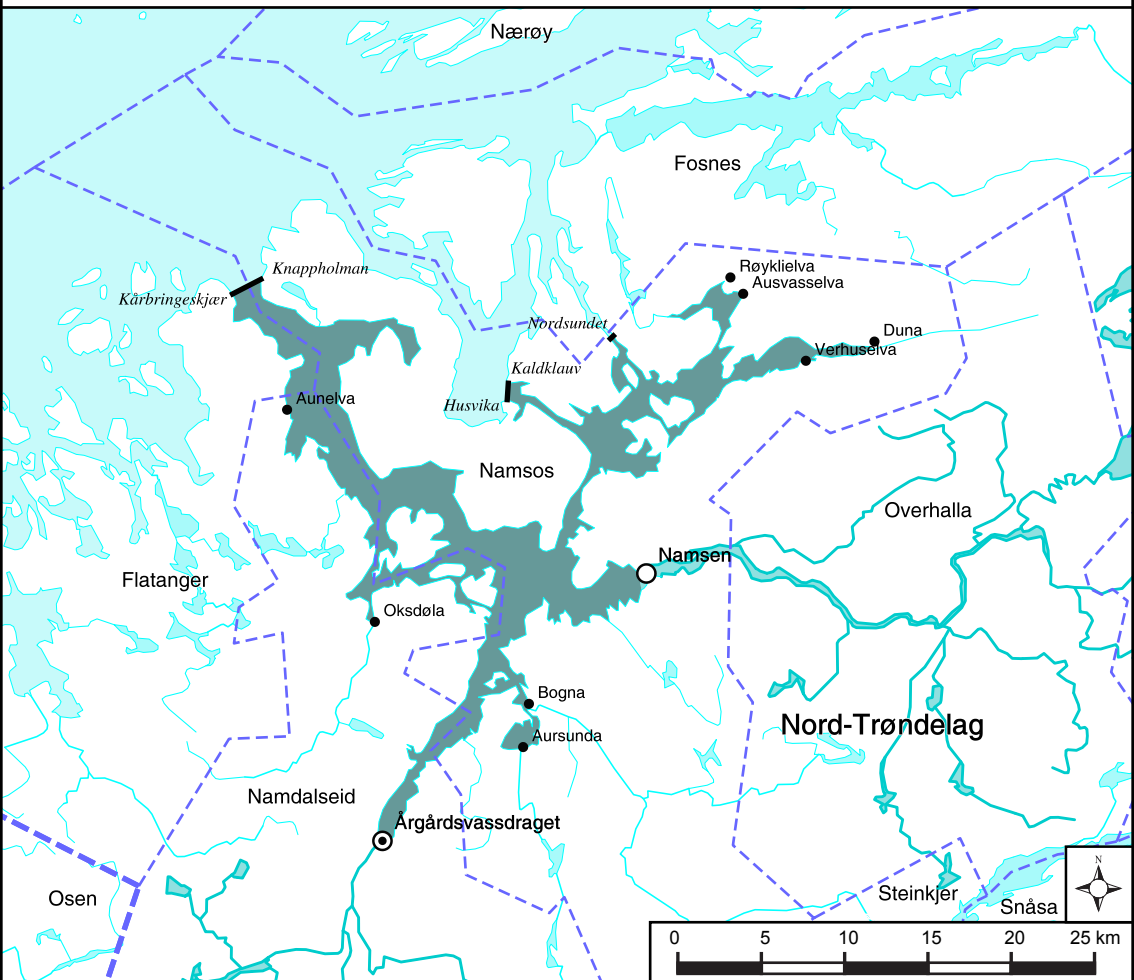 Nærøy
Fosnes
Knappholman
Kårbringeskjær
Røyklielva
Ausvasselva
Nordsundet
Duna
Verhuselva
Kaldklauv
Husvika
Aunelva
Namsos
Overhalla
Namsen
Flatanger
Oksdøla
Bogna
Nord-Trøndelag
Aursunda
Namdalseid
Årgårdsvassdraget
Osen
Steinkjer
Snåsa
N
0 5 10 15 20 25 km